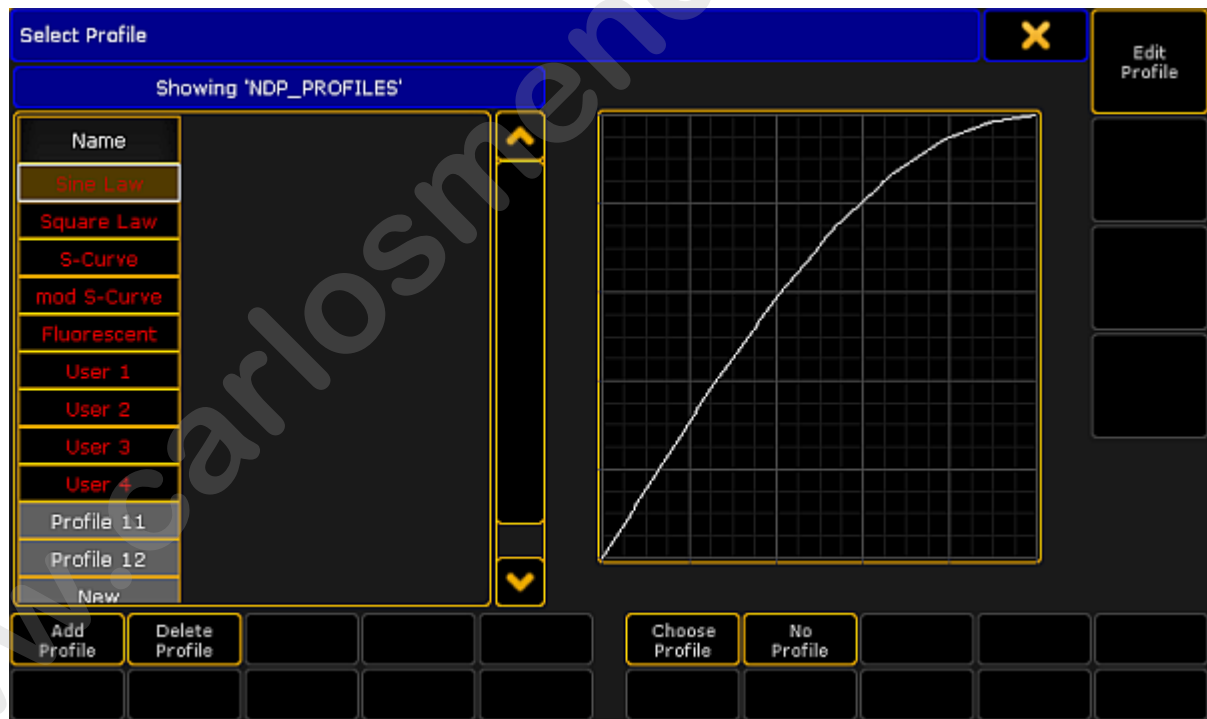 Select Profile
Edit
Profile
Showing 'NDP_PROFILES'
Name
Sine Law
Square Law
S-Curve
mod S-Curve
Fluorescent
User 1
User 2
User 3
User 4
Profile 11
Profile 12
New
Add
Profile
Delete
Profile
Choose
Profile
No
Profile
w.carlosmen